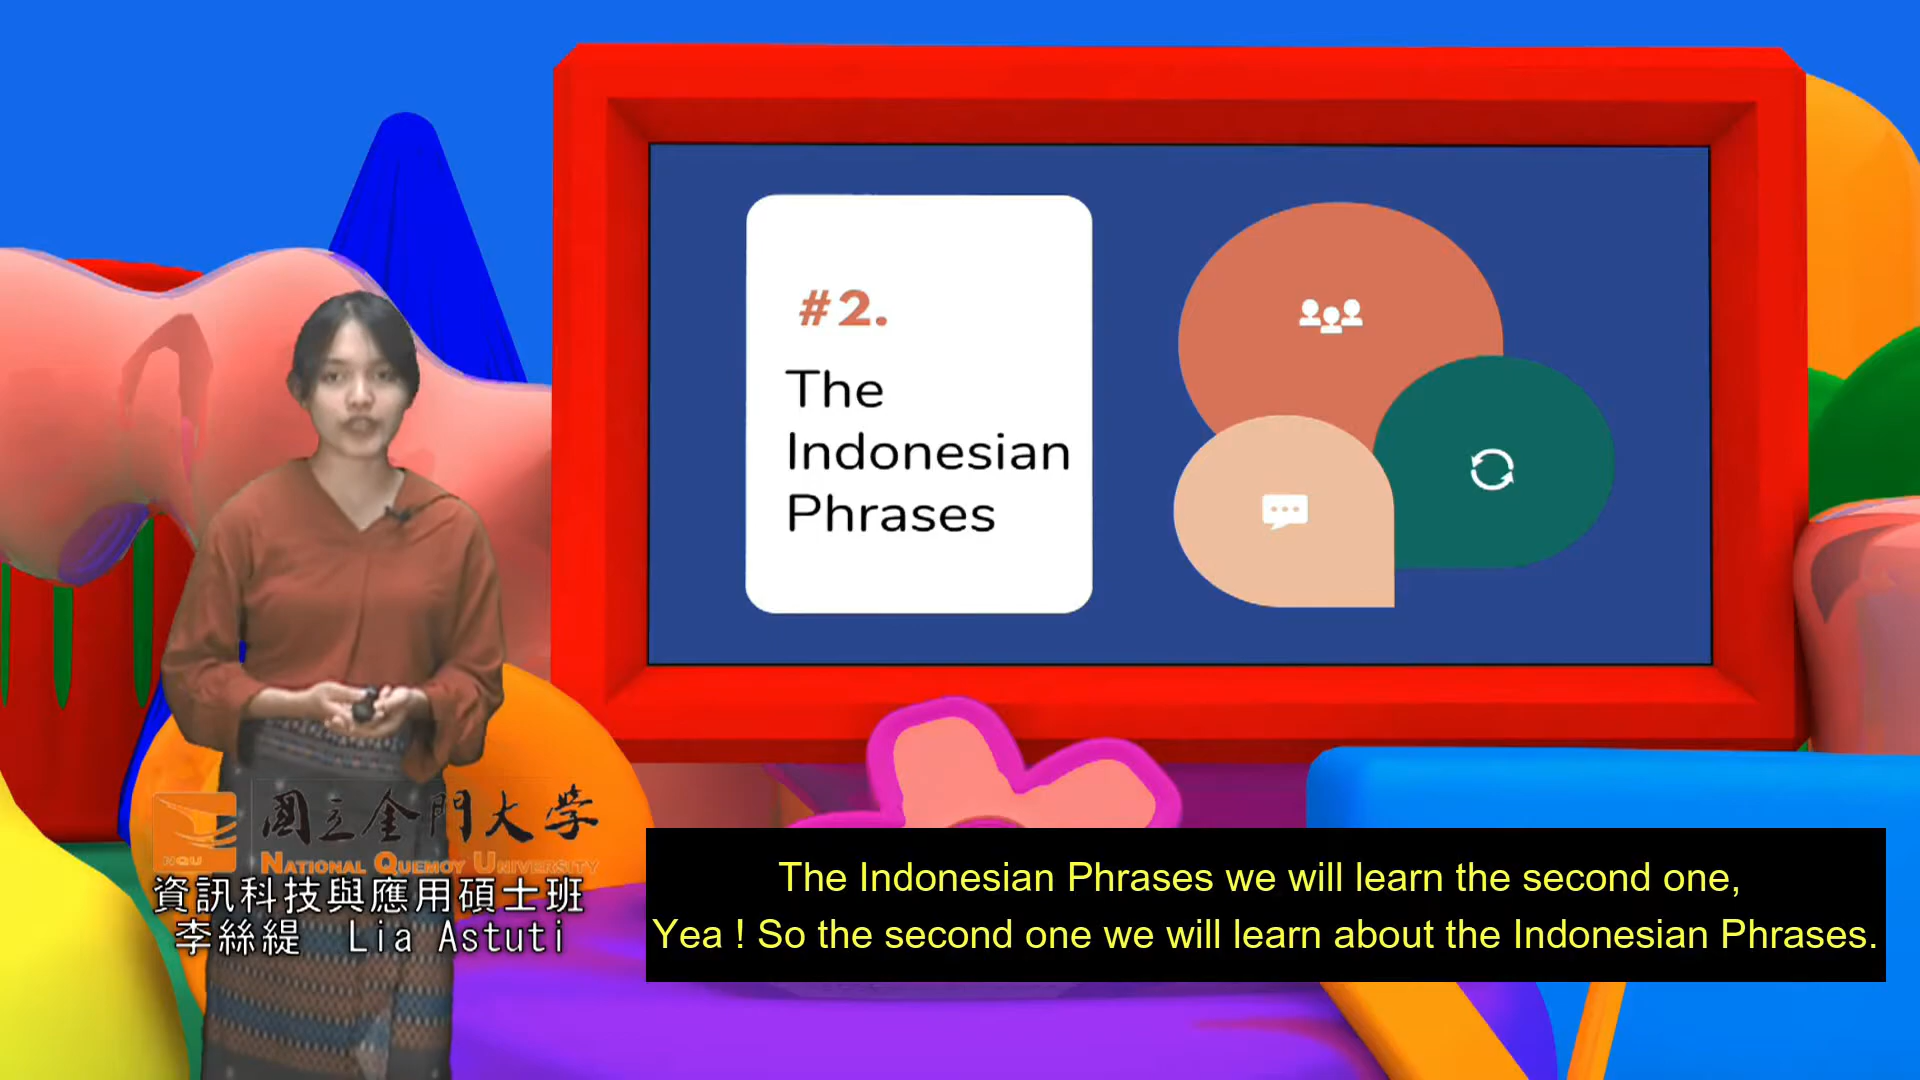 #2.
The
Indonesian
Phrases
國立金門大學
NQU
NATIONAL QUEMOY UNIVERSITY
資訊科技與應用碩士班
李絲緹 Lia Astuti
The Indonesian Phrases we will learn the second one,
Yea ! So the second one we will learn about the Indonesian Phrases.